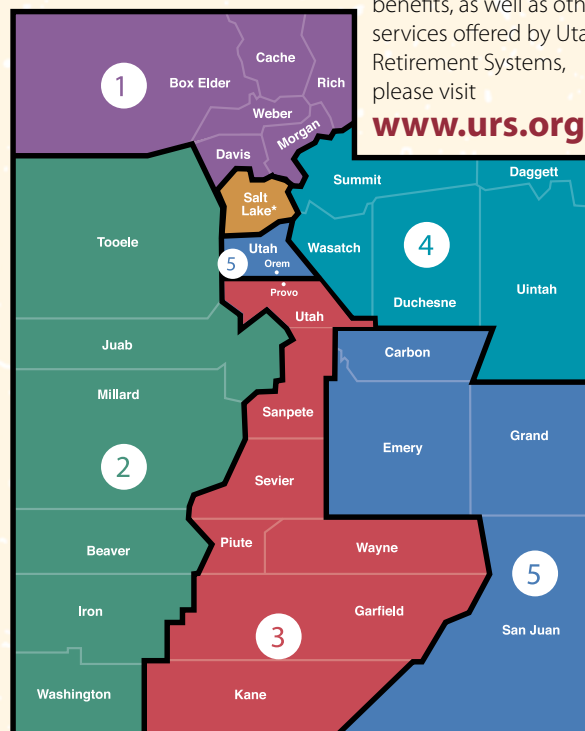 benefits, as well as oth
services offered by Uta
Retirement Systems,
please visit
www.urs.org
Cache
Box Elder
Rich
1
Weber
Morgan
Davis
Summit
Daggett
Salt
Lake*
Tooele
Utah
Wasatch
4
Orem
5
Uintah
Provo
Duchesne
Utah
Juab
Carbon
Millard
Sanpete
Grand
Emery
2
Sevier
Piute
Wayne
Beaver
5
Iron
Garfield
3
San Juan
Washington
Kane